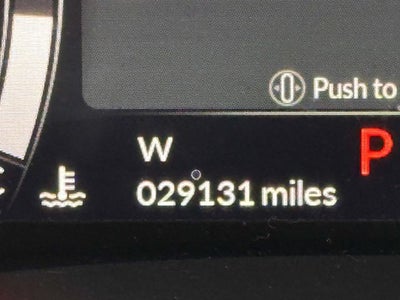 Push to
W
P
029131 miles